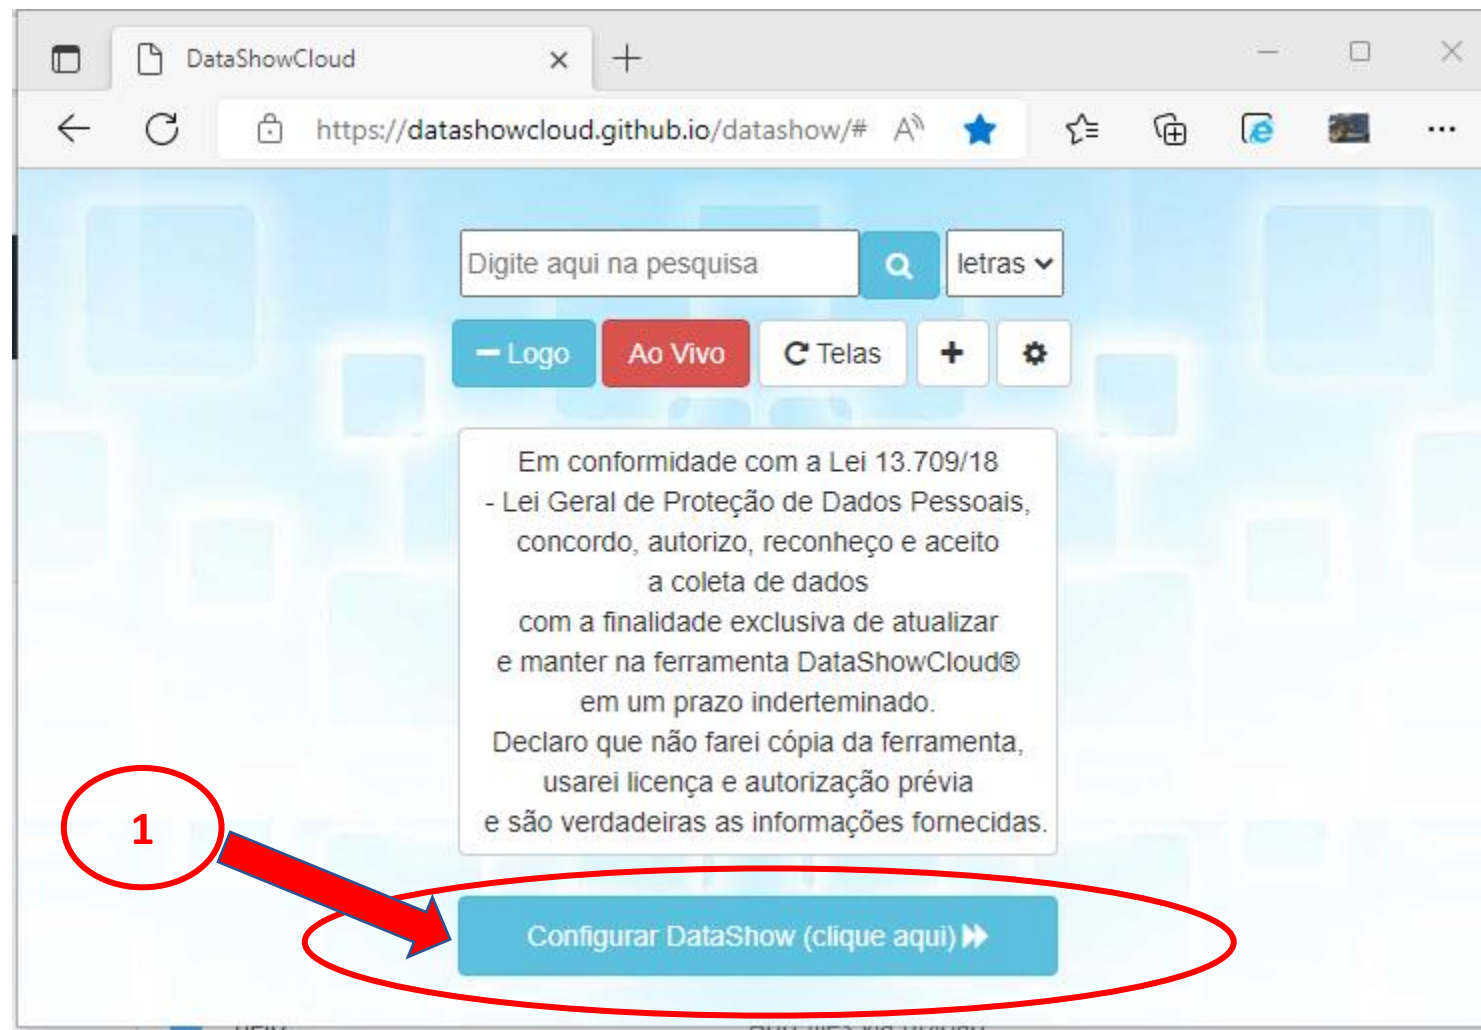 DataShowCloud
https://datashowcloud.github.io/datashow/#
Digite aqui na pesquisa
letras
Logo
Ao Vivo
Telas
Em conformidade com a Lei 13.709/18
- Lei Geral de Proteção de Dados Pessoais,
concordo, autorizo, reconheço e aceito
a coleta de dados
com a finalidade exclusiva de atualizar
e manter na ferramenta DataShowCloud®
em um prazo inderteminado.
Declaro que não farei cópia da ferramenta,
usarei licença e autorização prévia
e são verdadeiras as informações fornecidas.
1
Configurar DataShow (clique aqui)